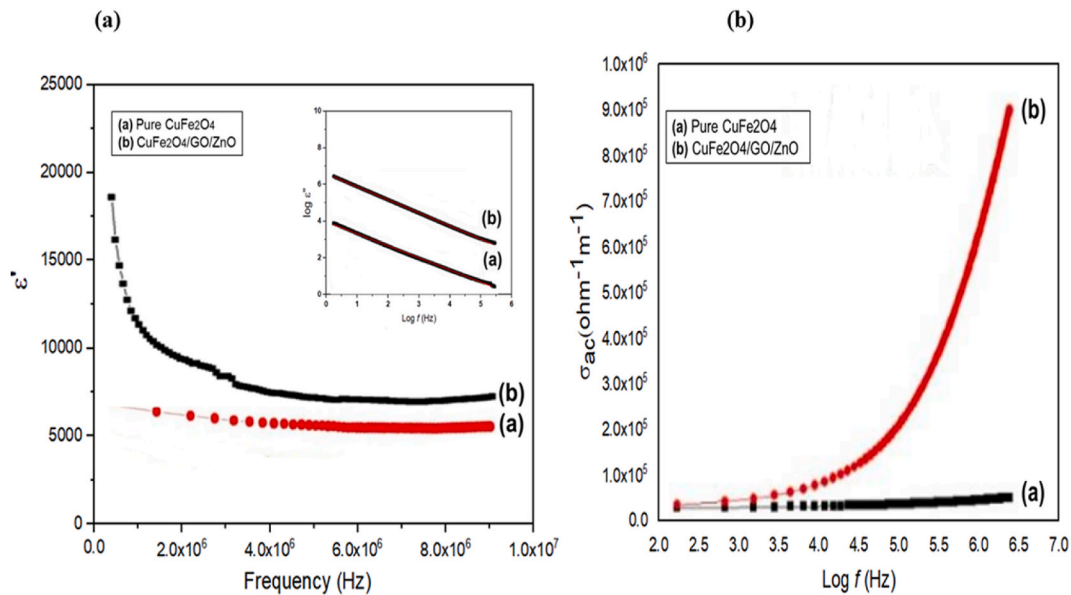 (a)
25000
20000
15000
10000
5000
0
ε'
(a) Pure CuFe2O4
(b) CuFe2O4/GO/ZnO
10
8
6
4
2
0
log ε"
(b)
(a)
0 1 2 3 4 5 6
Log f (Hz)
(b)
(a)
0.0 2.0x10⁶ 4.0x10⁶ 6.0x10⁶ 8.0x10⁶ 1.0x10⁷
Frequency (Hz)
(b)
1.0x10⁶
9.0x10⁵
8.0x10⁵
7.0x10⁵
6.0x10⁵
5.0x10⁵
4.0x10⁵
3.0x10⁵
2.0x10⁵
1.0x10⁵
0.0
σac(ohm⁻¹m⁻¹)
(a) Pure CuFe2O4
(b) CuFe2O4/GO/ZnO
(b)
(a)
2.0 2.5 3.0 3.5 4.0 4.5 5.0 5.5 6.0 6.5 7.0
Log f (Hz)